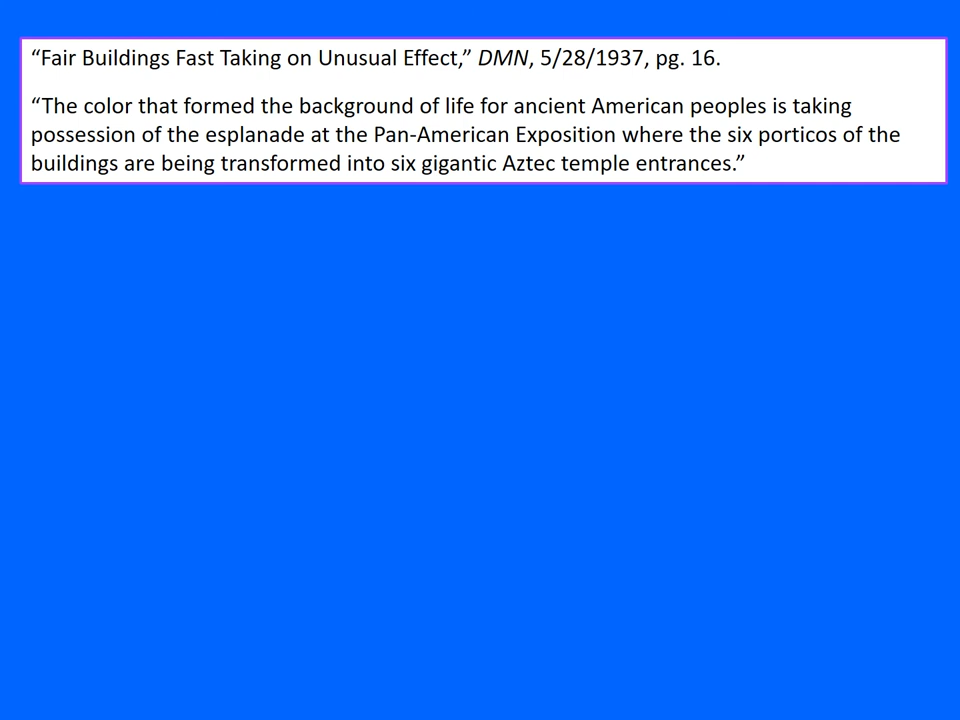 “Fair Buildings Fast Taking on Unusual Effect,” DMN, 5/28/1937, pg. 16.
“The color that formed the background of life for ancient American peoples is taking
possession of the esplanade at the Pan-American Exposition where the six porticos of the
buildings are being transformed into six gigantic Aztec temple entrances.”